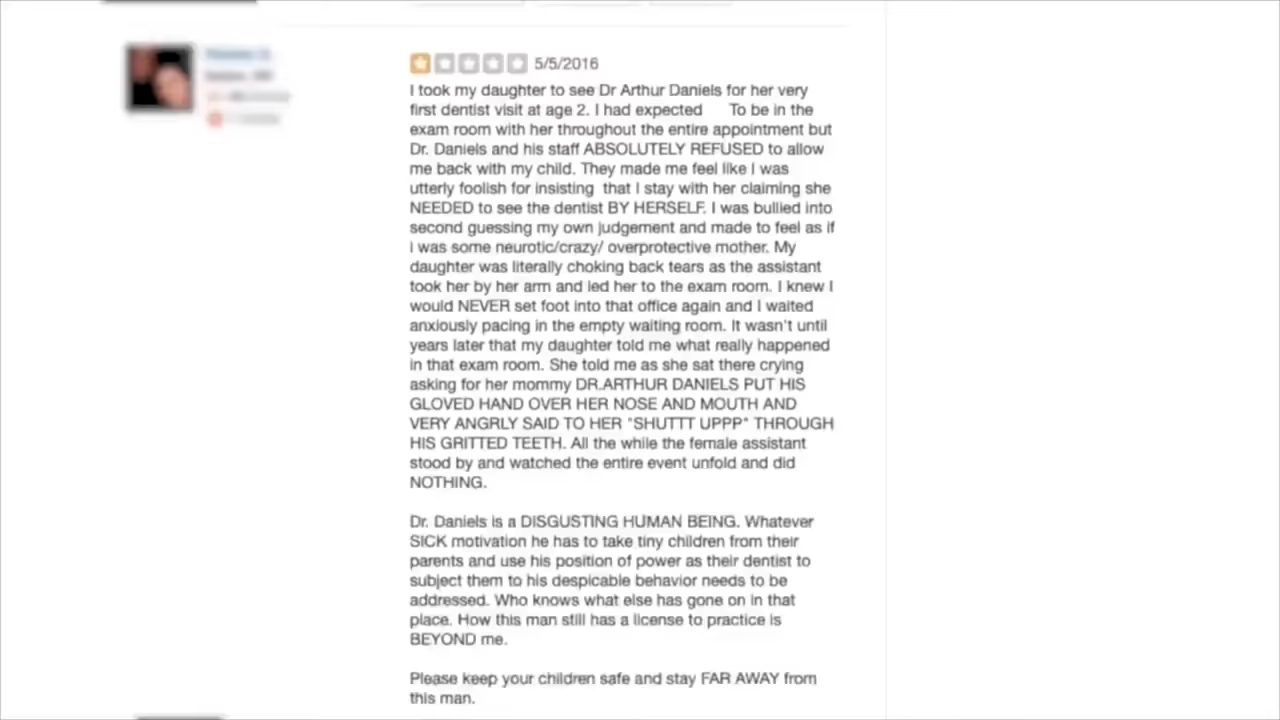 5/5/2016
I took my daughter to see Dr Arthur Daniels for her very
first dentist visit at age 2. I had expected To be in the
exam room with her throughout the entire appointment but
Dr. Daniels and his staff ABSOLUTELY REFUSED to allow
me back with my child. They made me feel like I was
utterly foolish for insisting that I stay with her claiming she
NEEDED to see the dentist BY HERSELF. I was bullied into
second guessing my own judgement and made to feel as if
I was some neurotic/crazy/ overprotective mother. My
daughter was literally choking back tears as the assistant
took her by her arm and led her to the exam room. I knew I
would NEVER set foot into that office again and I waited
anxiously pacing in the empty waiting room. It wasn't until
years later that my daughter told me what really happened
in that exam room. She told me as she sat there crying
asking for her mommy DR.ARTHUR DANIELS PUT HIS
GLOVED HAND OVER HER NOSE AND MOUTH AND
VERY ANGRLY SAID TO HER "SHUTTT UPPP" THROUGH
HIS GRITTED TEETH. All the while the female assistant
stood by and watched the entire event unfold and did
NOTHING.
Dr. Daniels is a DISGUSTING HUMAN BEING. Whatever
SICK motivation he has to take tiny children from their
parents and use his position of power as their dentist to
subject them to his despicable behavior needs to be
addressed. Who knows what else has gone on in that
place. How this man still has a license to practice is
BEYOND me.
Please keep your children safe and stay FAR AWAY from
this man.